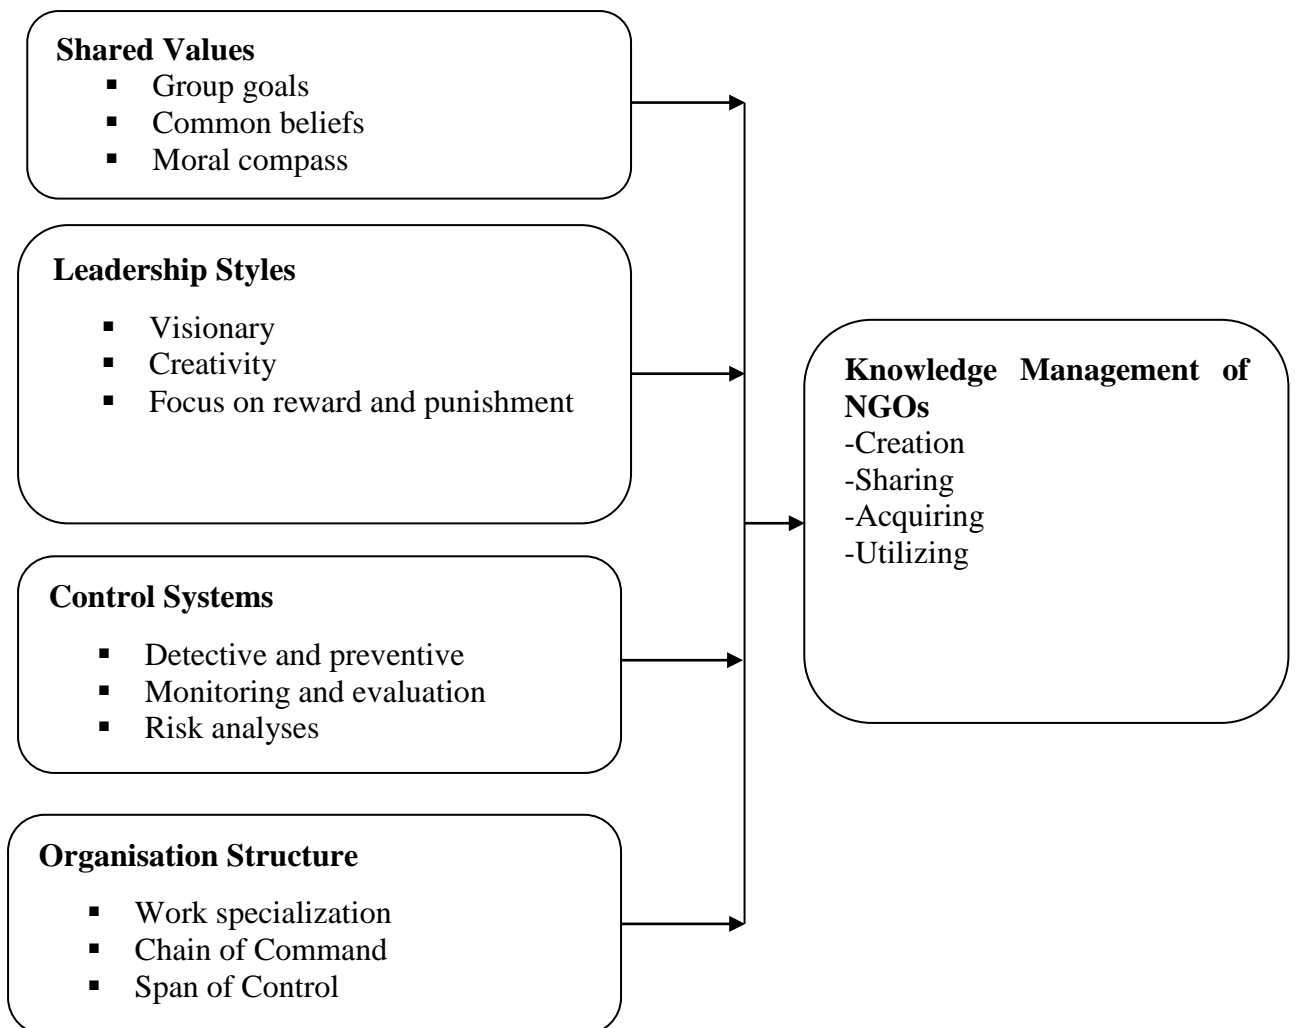 Shared Values
▪ Group goals
▪ Common beliefs
▪ Moral compass
Leadership Styles
▪ Visionary
▪ Creativity
▪ Focus on reward and punishment
Control Systems
▪ Detective and preventive
▪ Monitoring and evaluation
▪ Risk analyses
Organisation Structure
▪ Work specialization
▪ Chain of Command
▪ Span of Control
Knowledge Management of
NGOs
-Creation
-Sharing
-Acquiring
-Utilizing